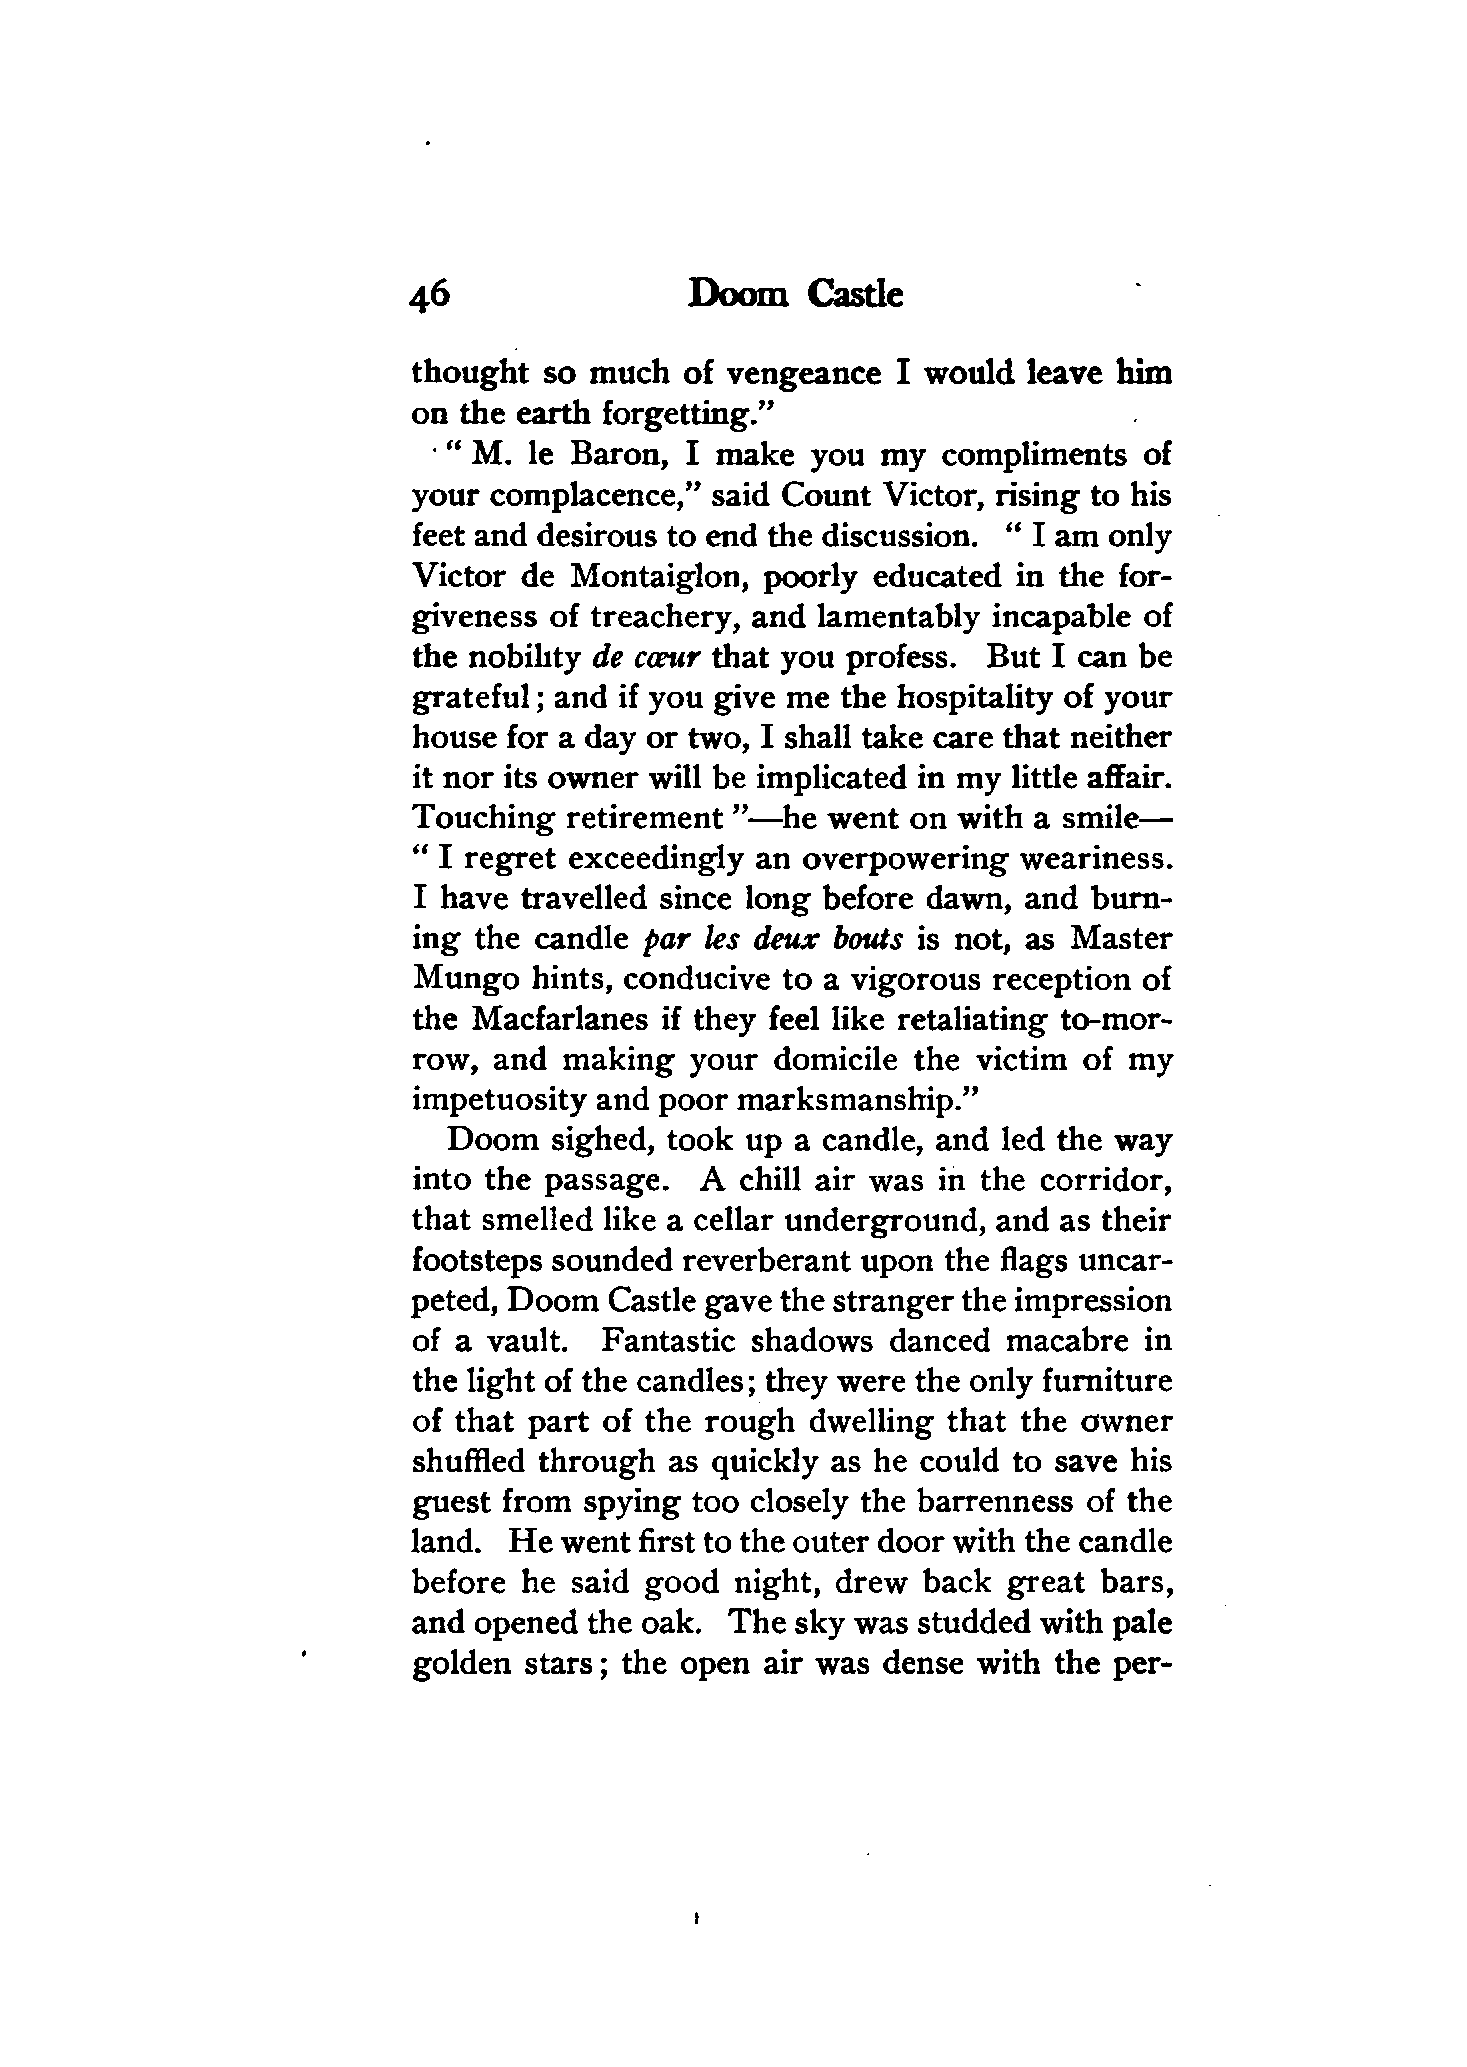 46 Doom Castle
thought so much of vengeance I would leave him
on the earth forgetting."
" M. le Baron, I make you my compliments of
your complacence," said Count Victor, rising to his
feet and desirous to end the discussion. " I am only
Victor de Montaiglon, poorly educated in the for-
giveness of treachery, and lamentably incapable of
the nobility de cœur that you profess. But I can be
grateful; and if you give me the hospitality of your
house for a day or two, I shall take care that neither
it nor its owner will be implicated in my little affair.
Touching retirement "—he went on with a smile—
" I regret exceedingly an overpowering weariness.
I have travelled since long before dawn, and burn-
ing the candle par les deux bouts is not, as Master
Mungo hints, conducive to a vigorous reception of
the Macfarlanes if they feel like retaliating to-mor-
row, and making your domicile the victim of my
impetuosity and poor marksmanship."
Doom sighed, took up a candle, and led the way
into the passage. A chill air was in the corridor,
that smelled like a cellar underground, and as their
footsteps sounded reverberant upon the flags uncar-
peted, Doom Castle gave the stranger the impression
of a vault. Fantastic shadows danced macabre in
the light of the candles; they were the only furniture
of that part of the rough dwelling that the owner
shuffled through as quickly as he could to save his
guest from spying too closely the barrenness of the
land. He went first to the outer door with the candle
before he said good night, drew back great bars,
and opened the oak. The sky was studded with pale
golden stars; the open air was dense with the per-